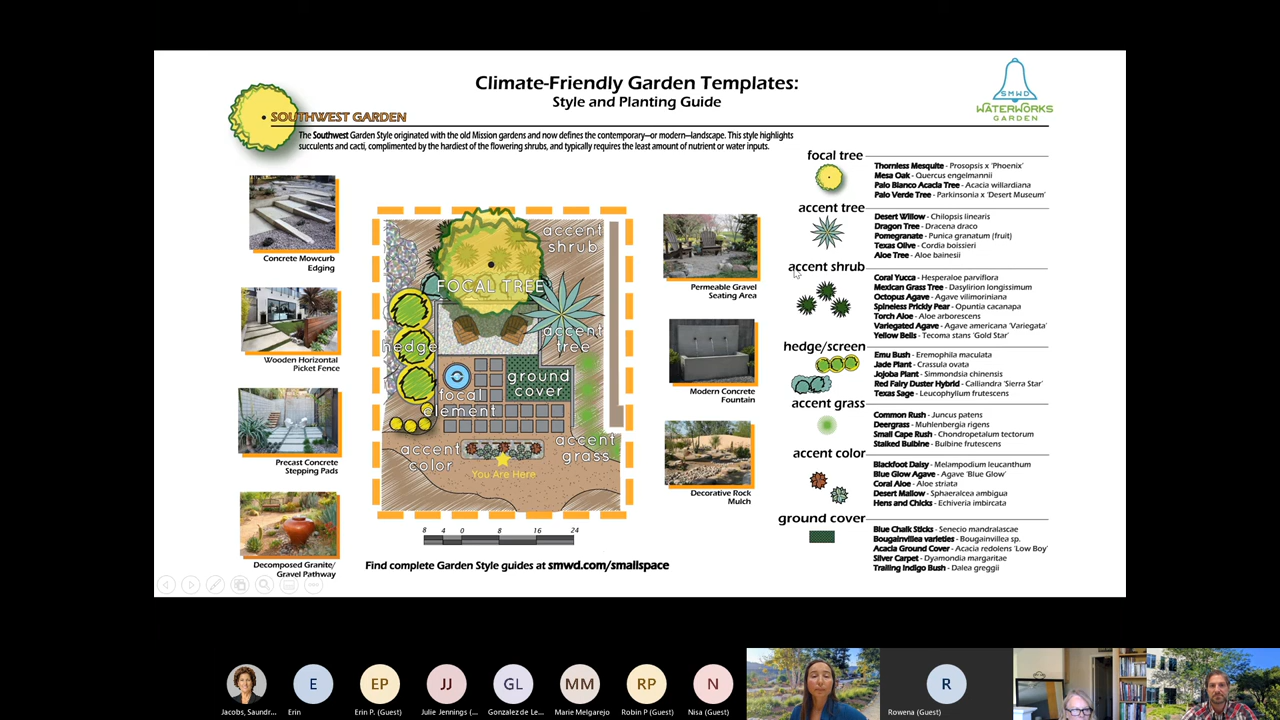 Climate-Friendly Garden Templates:
Style and Planting Guide
SMWD
WATERWORKS
GARDEN
SOUTHWEST GARDEN
The Southwest Garden Style originated with the old Mission gardens and now defines the contemporary—or modern—landscape. This style highlights
succulents and cacti, complimented by the hardiest of the flowering shrubs, and typically requires the least amount of nutrient or water inputs.
Concrete Mowcurb
Edging
Wooden Horizontal
Picket Fence
Precast Concrete
Stepping Pads
Decomposed Granite/
Gravel Pathway
accent
shrub
FOCAL TREE
accent
tree
hedge
ground
cover
focal
element
accent
color
accent
grass
You Are Here
8 4 0 8 16 24
Find complete Garden Style guides at smwd.com/smallspace
Permeable Gravel
Seating Area
Modern Concrete
Fountain
Decorative Rock
Mulch
focal tree
Thornless Mesquite - Prosopsis x 'Phoenix'
Mesa Oak - Quercus engelmannii
Palo Blanco Acacia Tree - Acacia willardiana
Palo Verde Tree - Parkinsonia x 'Desert Museum'
accent tree
Desert Willow - Chilopsis linearis
Dragon Tree - Dracena draco
Pomegranate - Punica granatum (fruit)
Texas Olive - Cordia boissieri
Aloe Tree - Aloe bainesii
accent shrub
Coral Yucca - Hesperaloe parviflora
Mexican Grass Tree - Dasylirion longissimum
Octopus Agave - Agave vilmoriniana
Spineless Prickly Pear - Opuntia cacanapa
Torch Aloe - Aloe arborescens
Variegated Agave - Agave americana 'Variegata'
Yellow Bells - Tecoma stans 'Gold Star'
hedge/screen
Emu Bush - Eremophila maculata
Jade Plant - Crassula ovata
Jojoba Plant - Simmondsia chinensis
Red Fairy Duster Hybrid - Calliandra 'Sierra Star'
Texas Sage - Leucophyllum frutescens
accent grass
Common Rush - Juncus patens
Deergrass - Muhlenbergia rigens
Small Cape Rush - Chondropetalum tectorum
Stalked Bulbine - Bulbine frutescens
accent color
Blackfoot Daisy - Melampodium leucanthum
Blue Glow Agave - Agave 'Blue Glow'
Coral Aloe - Aloe striata
Desert Mallow - Sphaeralcea ambigua
Hens and Chicks - Echiveria imbircata
ground cover
Blue Chalk Sticks - Senecio mandralascae
Bougainvillea varieties - Bougainvillea sp.
Acacia Ground Cover - Acacia redolens 'Low Boy'
Silver Carpet - Dyamondia margaritae
Trailing Indigo Bush - Dalea greggii
E EP JJ GL MM RP N R
Jacobs, Saundr... Erin Erin P. (Guest) Julie Jennings (... Gonzalez de Le... Marie Melgarejo Robin P (Guest) Nisa (Guest) Rowena (Guest)